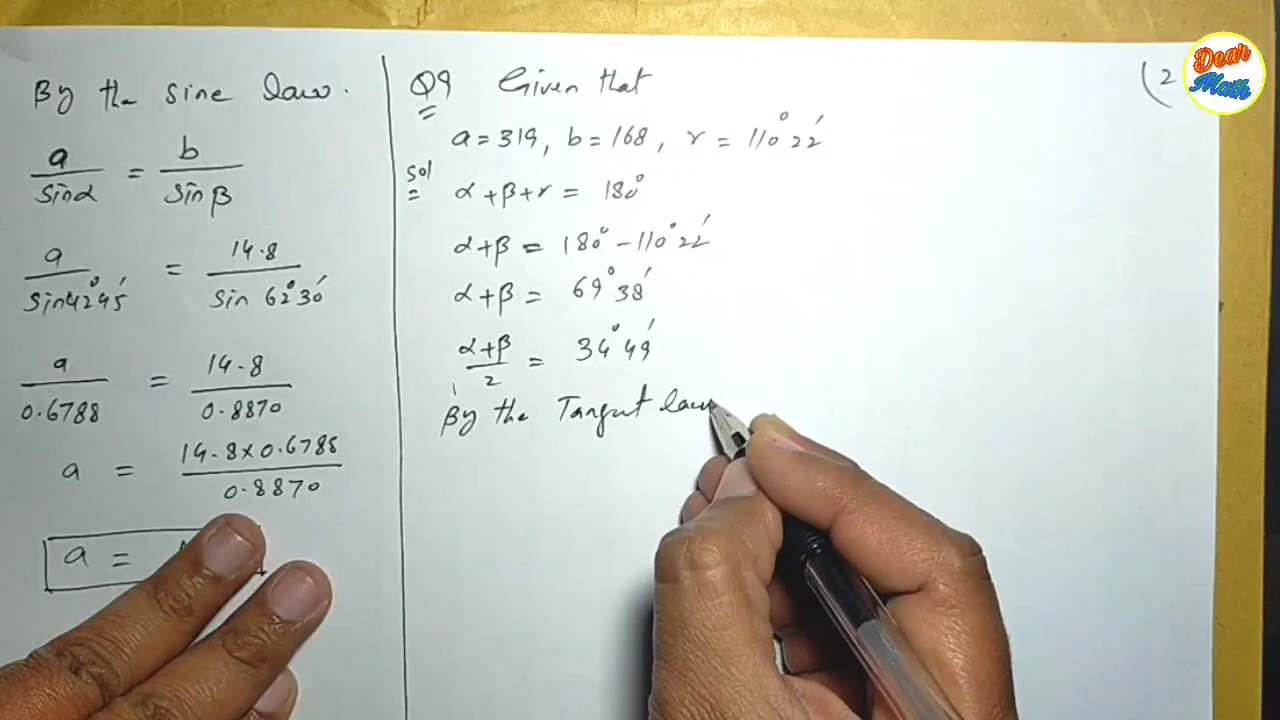 By the sine law.
a/sinα = b/sinβ
a/sin42°45′ = 14.8/sin 62°30′
a/0.6788 = 14.8/0.8870
a = 14.8×0.6788/0.8870
a =
Q9 Given that
a=319, b=168, r=110°22′
Sol α+β+r = 180°
α+β = 180°-110°22′
α+β = 69°38′
α+β/2 = 34°49′
By the Tangent law
(2
Dear
Math